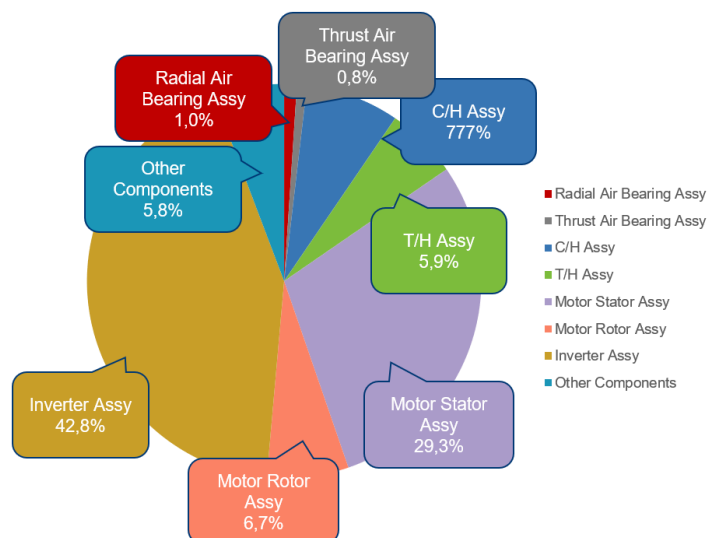 Thrust Air
Bearing Assy
0,8%
Radial Air
Bearing Assy
1,0%
C/H Assy
777%
Other
Components
5,8%
T/H Assy
5,9%
Inverter Assy
42,8%
Motor Stator
Assy
29,3%
Motor Rotor
Assy
6,7%
Radial Air Bearing Assy
Thrust Air Bearing Assy
C/H Assy
T/H Assy
Motor Stator Assy
Motor Rotor Assy
Inverter Assy
Other Components